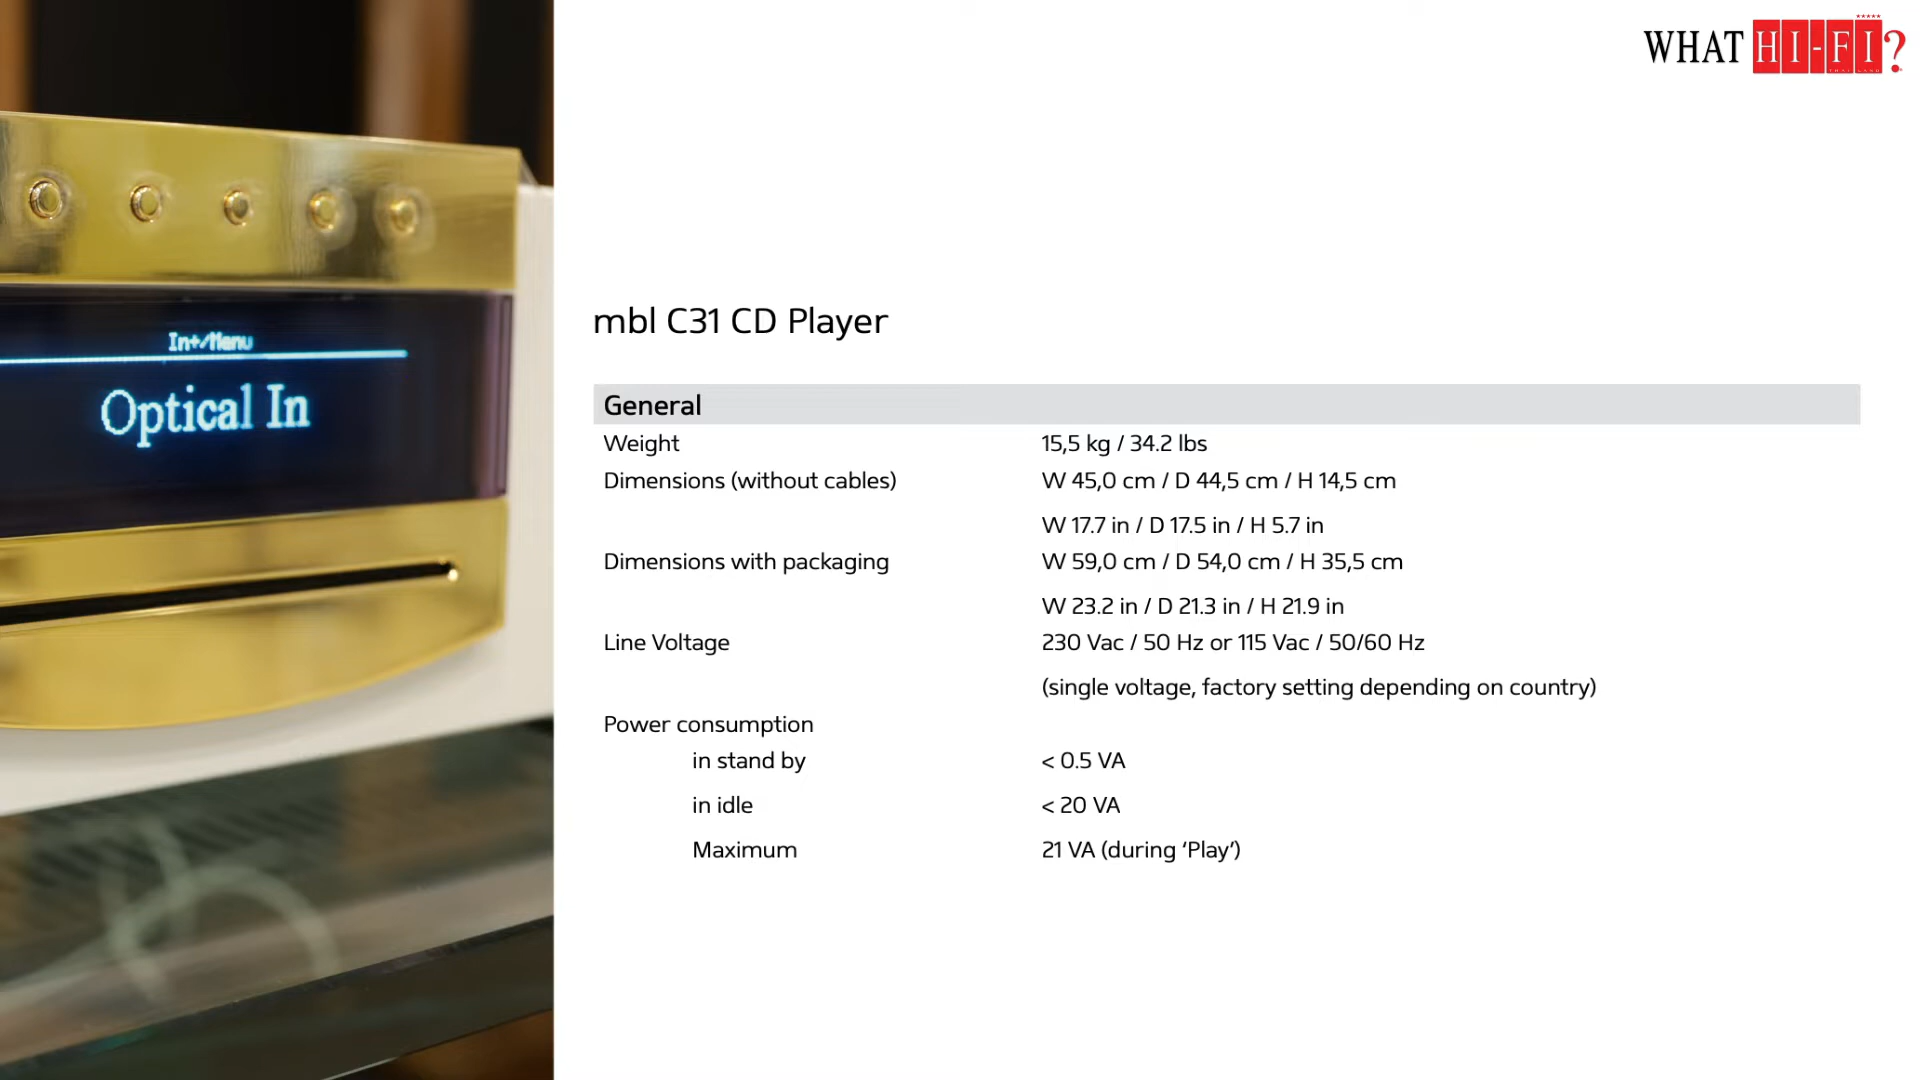 WHAT HI-FI?
In+/Menu
Optical In
mbl C31 CD Player
General
Weight 15,5 kg / 34.2 lbs
Dimensions (without cables) W 45,0 cm / D 44,5 cm / H 14,5 cm
W 17.7 in / D 17.5 in / H 5.7 in
Dimensions with packaging W 59,0 cm / D 54,0 cm / H 35,5 cm
W 23.2 in / D 21.3 in / H 21.9 in
Line Voltage 230 Vac / 50 Hz or 115 Vac / 50/60 Hz
(single voltage, factory setting depending on country)
Power consumption
in stand by < 0.5 VA
in idle < 20 VA
Maximum 21 VA (during ‘Play’)